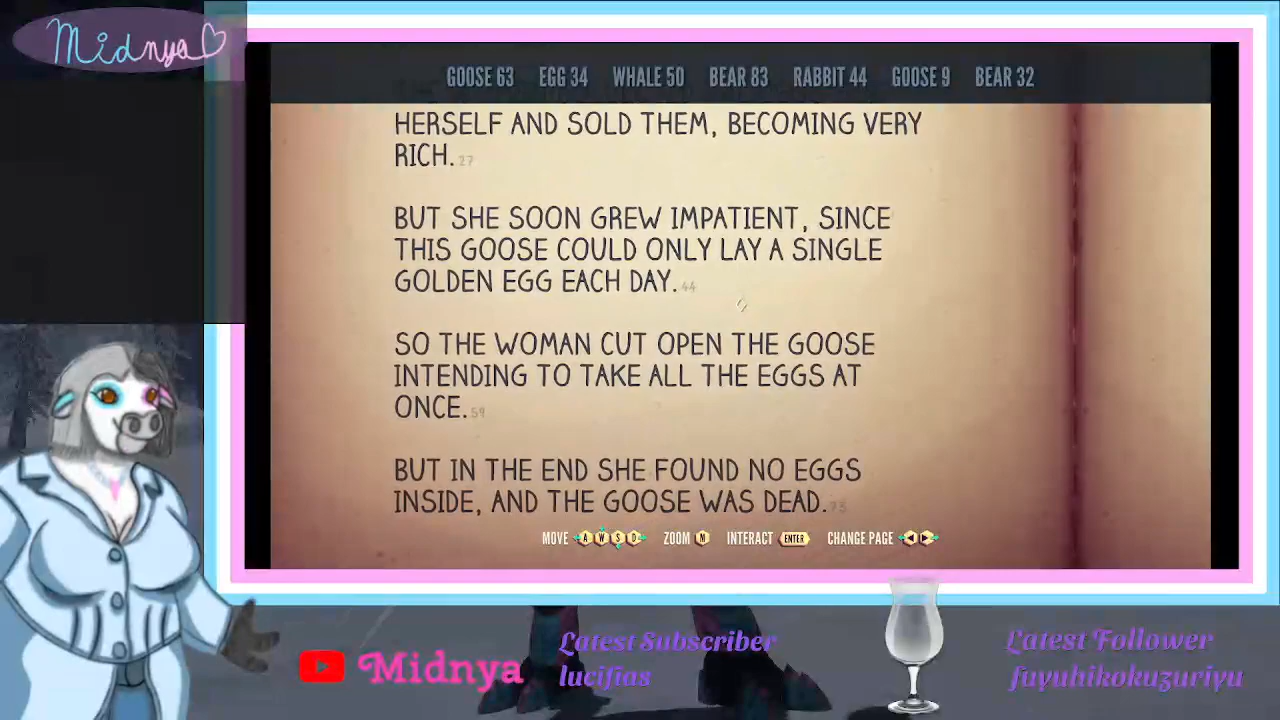 Midnya
GOOSE 63 EGG 34 WHALE 50 BEAR 83 RABBIT 44 GOOSE 9 BEAR 32
HERSELF AND SOLD THEM, BECOMING VERY
RICH. 27
BUT SHE SOON GREW IMPATIENT, SINCE
THIS GOOSE COULD ONLY LAY A SINGLE
GOLDEN EGG EACH DAY. 44
SO THE WOMAN CUT OPEN THE GOOSE
INTENDING TO TAKE ALL THE EGGS AT
ONCE. 59
BUT IN THE END SHE FOUND NO EGGS
INSIDE, AND THE GOOSE WAS DEAD.
MOVE A W S D ZOOM N INTERACT ENTER CHANGE PAGE
Midnya
Latest Subscriber
lucifias
Latest Follower
fuyuhikokuzuriyu